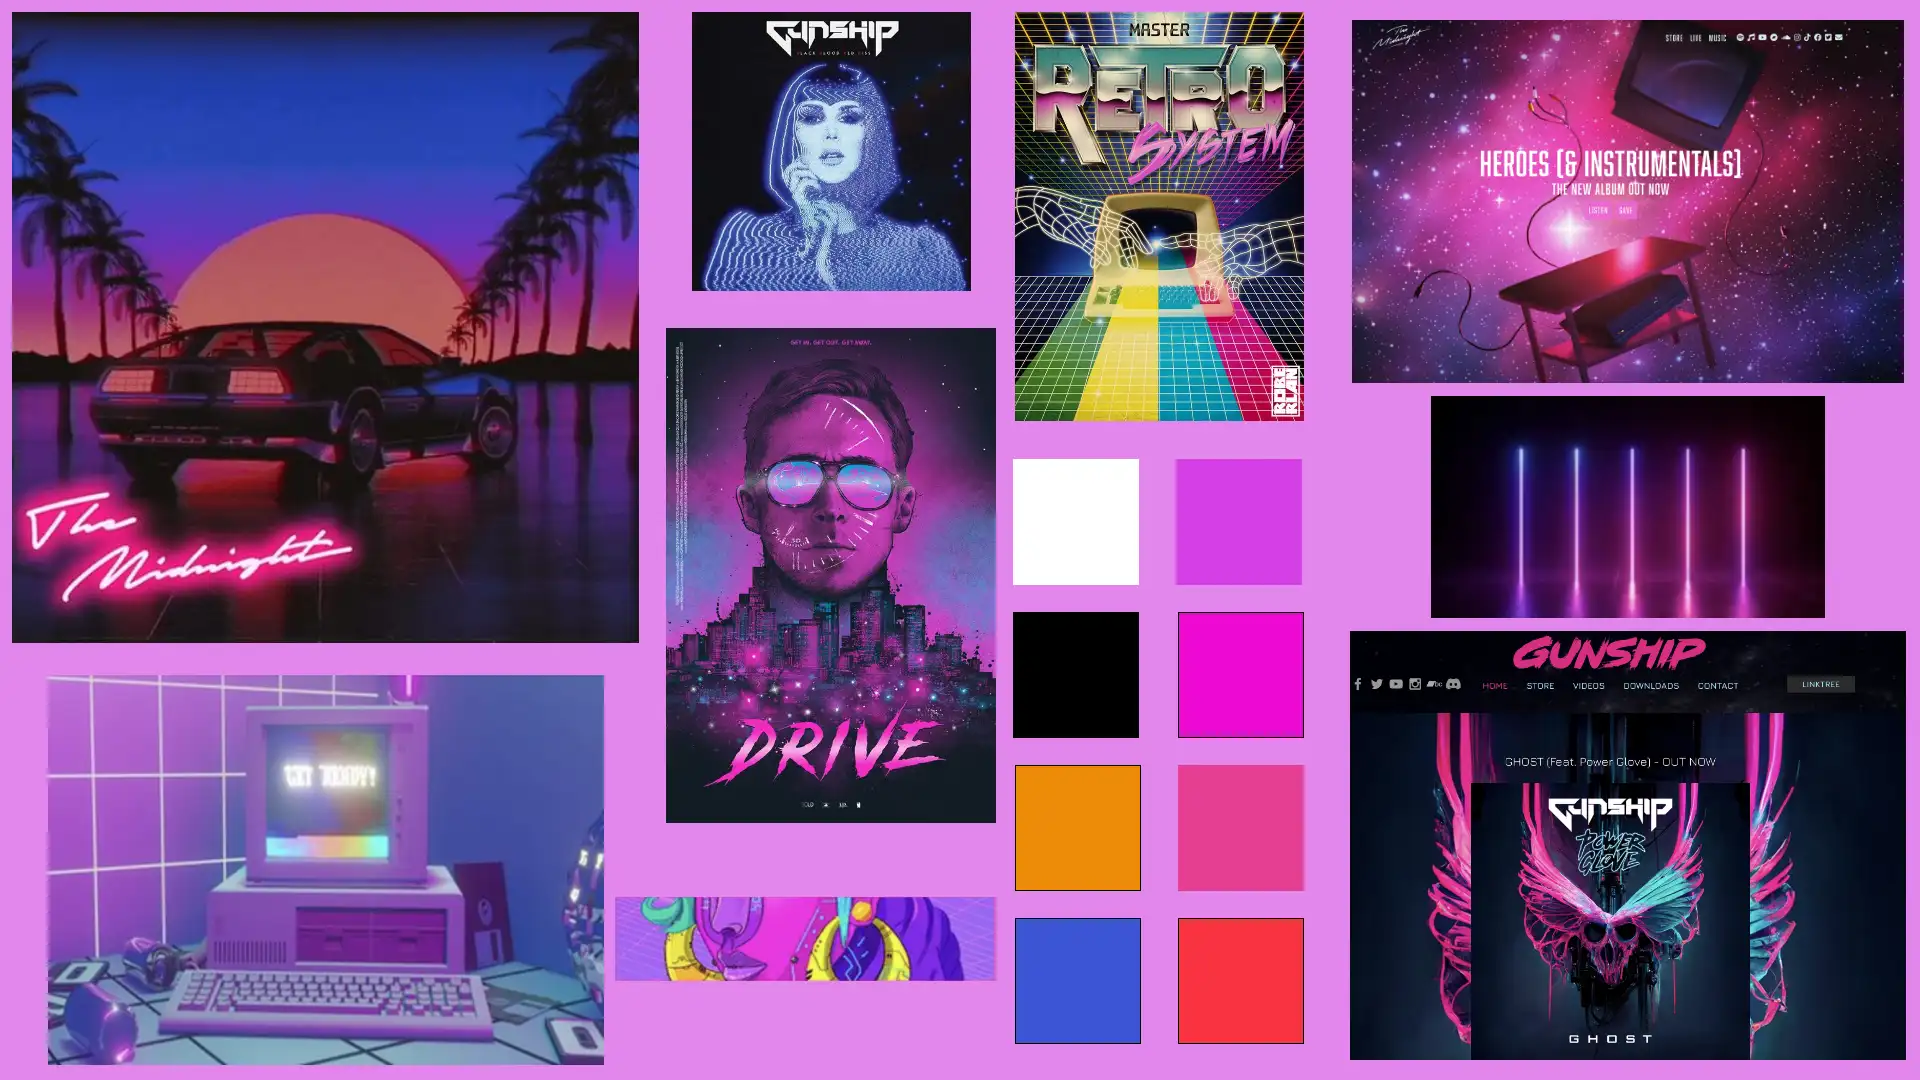 The
Midnight
GUNSHIP
BLACK BLOOD RED KISS
MASTER
RETRO
SYSTEM
ROBE
RLAN
GET IN. GET OUT. GET AWAY.
DRIVE
GET READY!
The
Midnight
STORE LIVE MUSIC
HEROES [& INSTRUMENTALS]
THE NEW ALBUM OUT NOW
LISTEN
GUNSHIP
HOME STORE VIDEOS DOWNLOADS CONTACT
LINKTREE
GHOST (Feat. Power Glove) - OUT NOW
GUNSHIP
POWER
GLOVE
GHOST